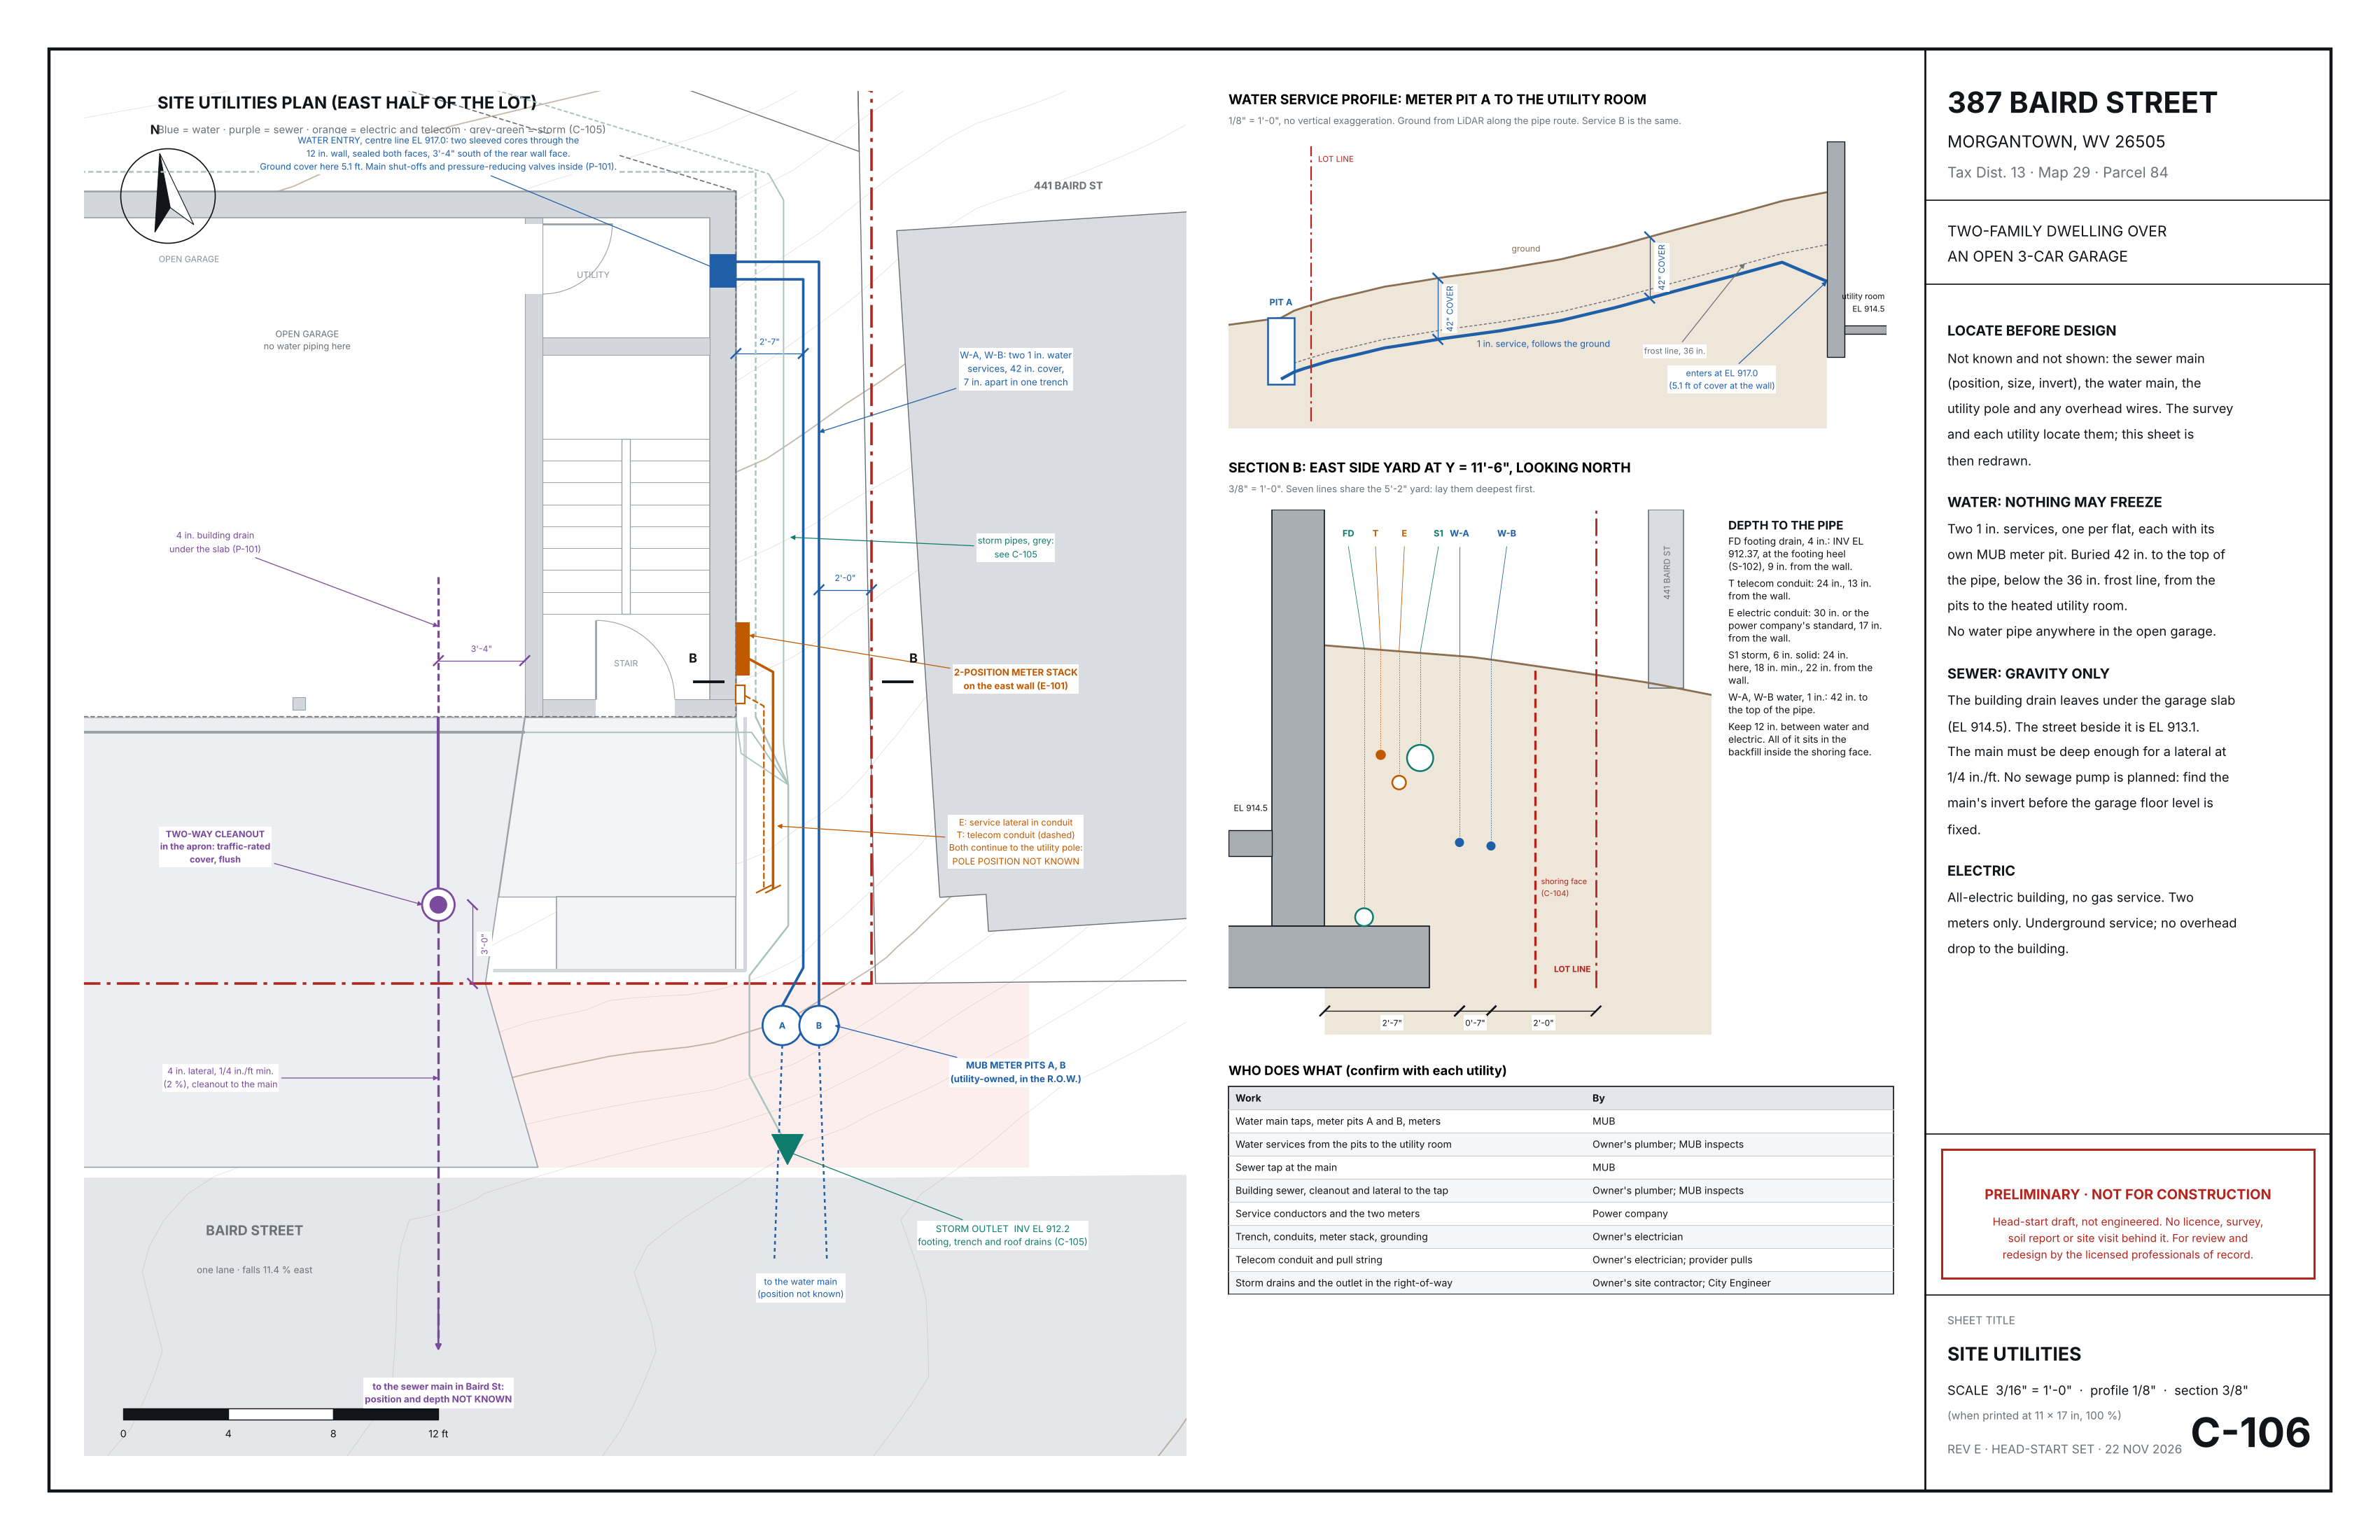 SITE UTILITIES PLAN (EAST HALF OF THE LOT)
N
Blue = water · purple = sewer · orange = electric and telecom · grey-green = storm (C-105)
WATER ENTRY, centre line EL 917.0: two sleeved cores through the
12 in. wall, sealed both faces, 3'-4" south of the rear wall face.
Ground cover here 5.1 ft. Main shut-offs and pressure-reducing valves inside (P-101).
OPEN GARAGE
UTILITY
OPEN GARAGE
no water piping here
441 BAIRD ST
2'-7"
W-A, W-B: two 1 in. water
services, 42 in. cover,
7 in. apart in one trench
4 in. building drain
under the slab (P-101)
storm pipes, grey:
see C-105
2'-0"
3'-4"
STAIR
B
B
2-POSITION METER STACK
on the east wall (E-101)
TWO-WAY CLEANOUT
in the apron: traffic-rated
cover, flush
E: service lateral in conduit
T: telecom conduit (dashed)
Both continue to the utility pole:
POLE POSITION NOT KNOWN
3'-0"
A
B
MUB METER PITS A, B
(utility-owned, in the R.O.W.)
4 in. lateral, 1/4 in./ft min.
(2 %), cleanout to the main
BAIRD STREET
one lane · falls 11.4 % east
STORM OUTLET INV EL 912.2
footing, trench and roof drains (C-105)
to the water main
(position not known)
to the sewer main in Baird St:
position and depth NOT KNOWN
0
4
8
12 ft
WATER SERVICE PROFILE: METER PIT A TO THE UTILITY ROOM
1/8" = 1'-0", no vertical exaggeration. Ground from LiDAR along the pipe route. Service B is the same.
LOT LINE
ground
PIT A
42" COVER
42" COVER
utility room
EL 914.5
1 in. service, follows the ground
frost line, 36 in.
enters at EL 917.0
(5.1 ft of cover at the wall)
SECTION B: EAST SIDE YARD AT Y = 11'-6", LOOKING NORTH
3/8" = 1'-0". Seven lines share the 5'-2" yard: lay them deepest first.
FD
T
E
S1
W-A
W-B
441 BAIRD ST
EL 914.5
shoring face
(C-104)
LOT LINE
2'-7"
0'-7"
2'-0"
DEPTH TO THE PIPE
FD footing drain, 4 in.: INV EL
912.37, at the footing heel
(S-102), 9 in. from the wall.
T telecom conduit: 24 in., 13 in.
from the wall.
E electric conduit: 30 in. or the
power company's standard, 17 in.
from the wall.
S1 storm, 6 in. solid: 24 in.
here, 18 in. min., 22 in. from the
wall.
W-A, W-B water, 1 in.: 42 in. to
the top of the pipe.
Keep 12 in. between water and
electric. All of it sits in the
backfill inside the shoring face.
WHO DOES WHAT (confirm with each utility)
Work By
Water main taps, meter pits A and B, meters MUB
Water services from the pits to the utility room Owner's plumber; MUB inspects
Sewer tap at the main MUB
Building sewer, cleanout and lateral to the tap Owner's plumber; MUB inspects
Service conductors and the two meters Power company
Trench, conduits, meter stack, grounding Owner's electrician
Telecom conduit and pull string Owner's electrician; provider pulls
Storm drains and the outlet in the right-of-way Owner's site contractor; City Engineer
387 BAIRD STREET
MORGANTOWN, WV 26505
Tax Dist. 13 · Map 29 · Parcel 84
TWO-FAMILY DWELLING OVER
AN OPEN 3-CAR GARAGE
LOCATE BEFORE DESIGN
Not known and not shown: the sewer main
(position, size, invert), the water main, the
utility pole and any overhead wires. The survey
and each utility locate them; this sheet is
then redrawn.
WATER: NOTHING MAY FREEZE
Two 1 in. services, one per flat, each with its
own MUB meter pit. Buried 42 in. to the top of
the pipe, below the 36 in. frost line, from the
pits to the heated utility room.
No water pipe anywhere in the open garage.
SEWER: GRAVITY ONLY
The building drain leaves under the garage slab
(EL 914.5). The street beside it is EL 913.1.
The main must be deep enough for a lateral at
1/4 in./ft. No sewage pump is planned: find the
main's invert before the garage floor level is
fixed.
ELECTRIC
All-electric building, no gas service. Two
meters only. Underground service; no overhead
drop to the building.
PRELIMINARY · NOT FOR CONSTRUCTION
Head-start draft, not engineered. No licence, survey,
soil report or site visit behind it. For review and
redesign by the licensed professionals of record.
SHEET TITLE
SITE UTILITIES
SCALE 3/16" = 1'-0" · profile 1/8" · section 3/8"
(when printed at 11 × 17 in, 100 %)
REV E · HEAD-START SET · 22 NOV 2026
C-106